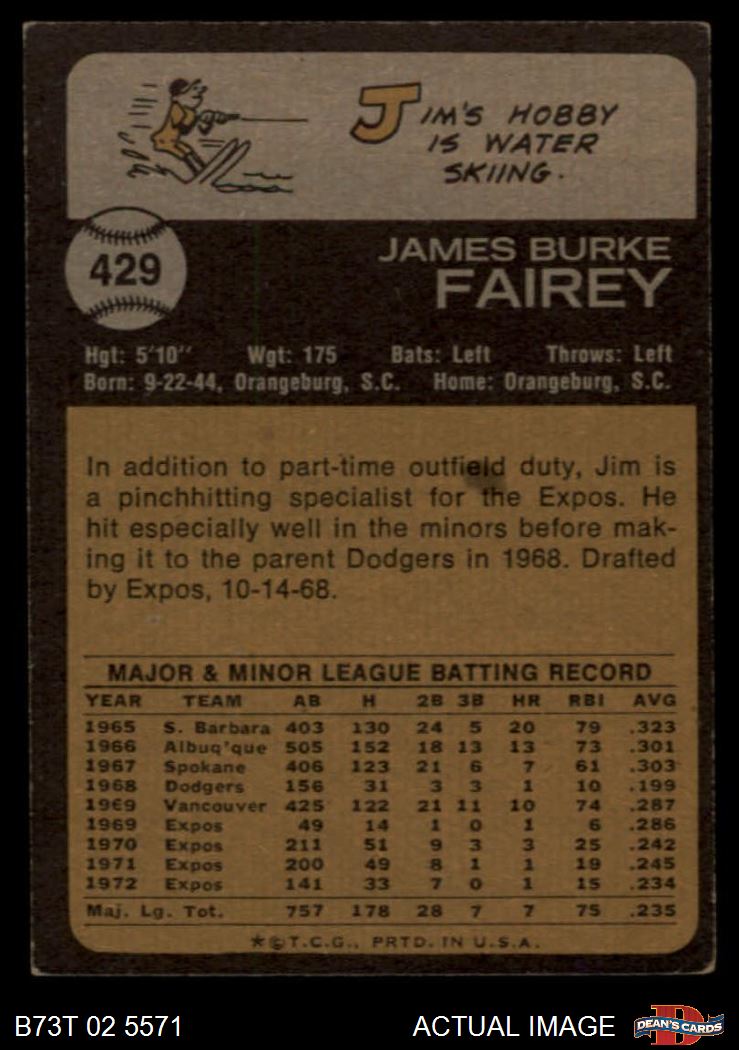 JIM'S HOBBY
IS WATER
SKIING.
429
JAMES BURKE
FAIREY
Hgt: 5'10" Wgt: 175 Bats: Left Throws: Left
Born: 9-22-44, Orangeburg, S.C. Home: Orangeburg, S.C.
In addition to part-time outfield duty, Jim is
a pinchhitting specialist for the Expos. He
hit especially well in the minors before mak-
ing it to the parent Dodgers in 1968. Drafted
by Expos, 10-14-68.
MAJOR & MINOR LEAGUE BATTING RECORD
YEAR TEAM AB H 2B 3B HR RBI AVG
1965 S. Barbara 403 130 24 5 20 79 .323
1966 Albuq'que 505 152 18 13 13 73 .301
1967 Spokane 406 123 21 6 7 61 .303
1968 Dodgers 156 31 3 3 1 10 .199
1969 Vancouver 425 122 21 11 10 74 .287
1969 Expos 49 14 1 0 1 6 .286
1970 Expos 211 51 9 3 3 25 .242
1971 Expos 200 49 8 1 1 19 .245
1972 Expos 141 33 7 0 1 15 .234
Maj. Lg. Tot. 757 178 28 7 7 75 .235
*©T.C.G., PRTD. IN U.S.A.
B73T 02 5571 ACTUAL IMAGE D DEAN'S CARDS